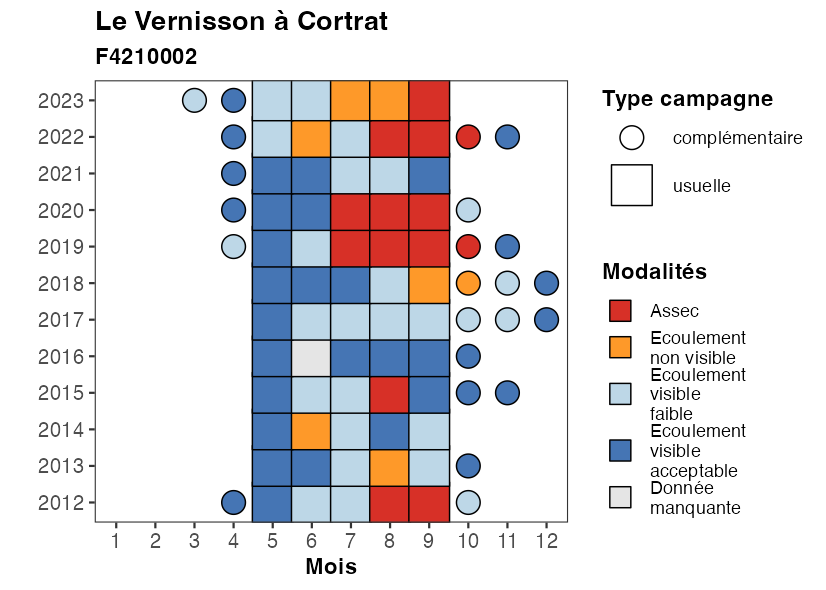 Le Vernisson à Cortrat
F4210002
2023
2022
2021
2020
2019
2018
2017
2016
2015
2014
2013
2012
1 2 3 4 5 6 7 8 9 10 11 12
Mois
Type campagne
complémentaire
usuelle
Modalités
Assec
Ecoulement
non visible
Ecoulement
visible
faible
Ecoulement
visible
acceptable
Donnée
manquante